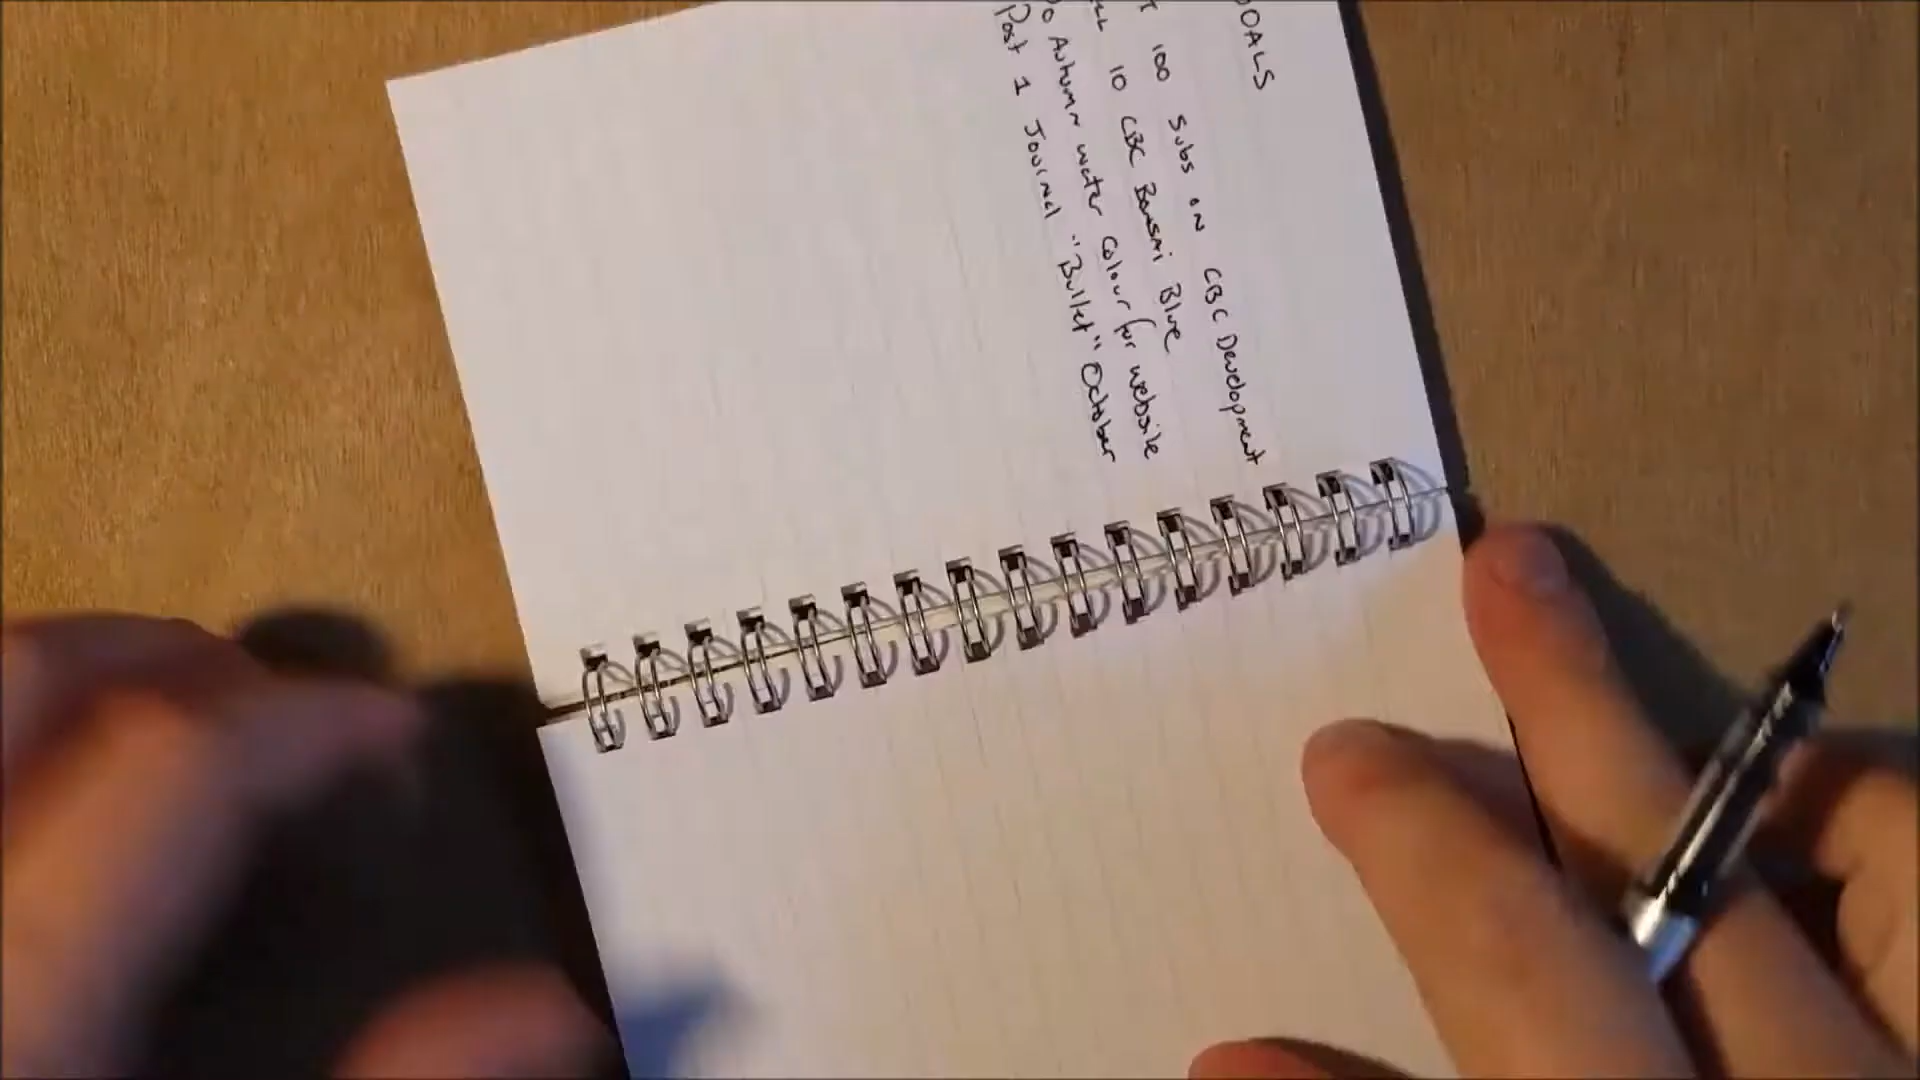 OALS
T 100 Subs on CBC Development
LL 10 CBC Bonsai Blue
o Autumn water colour for website
Post 1 Journal "Bullet" October